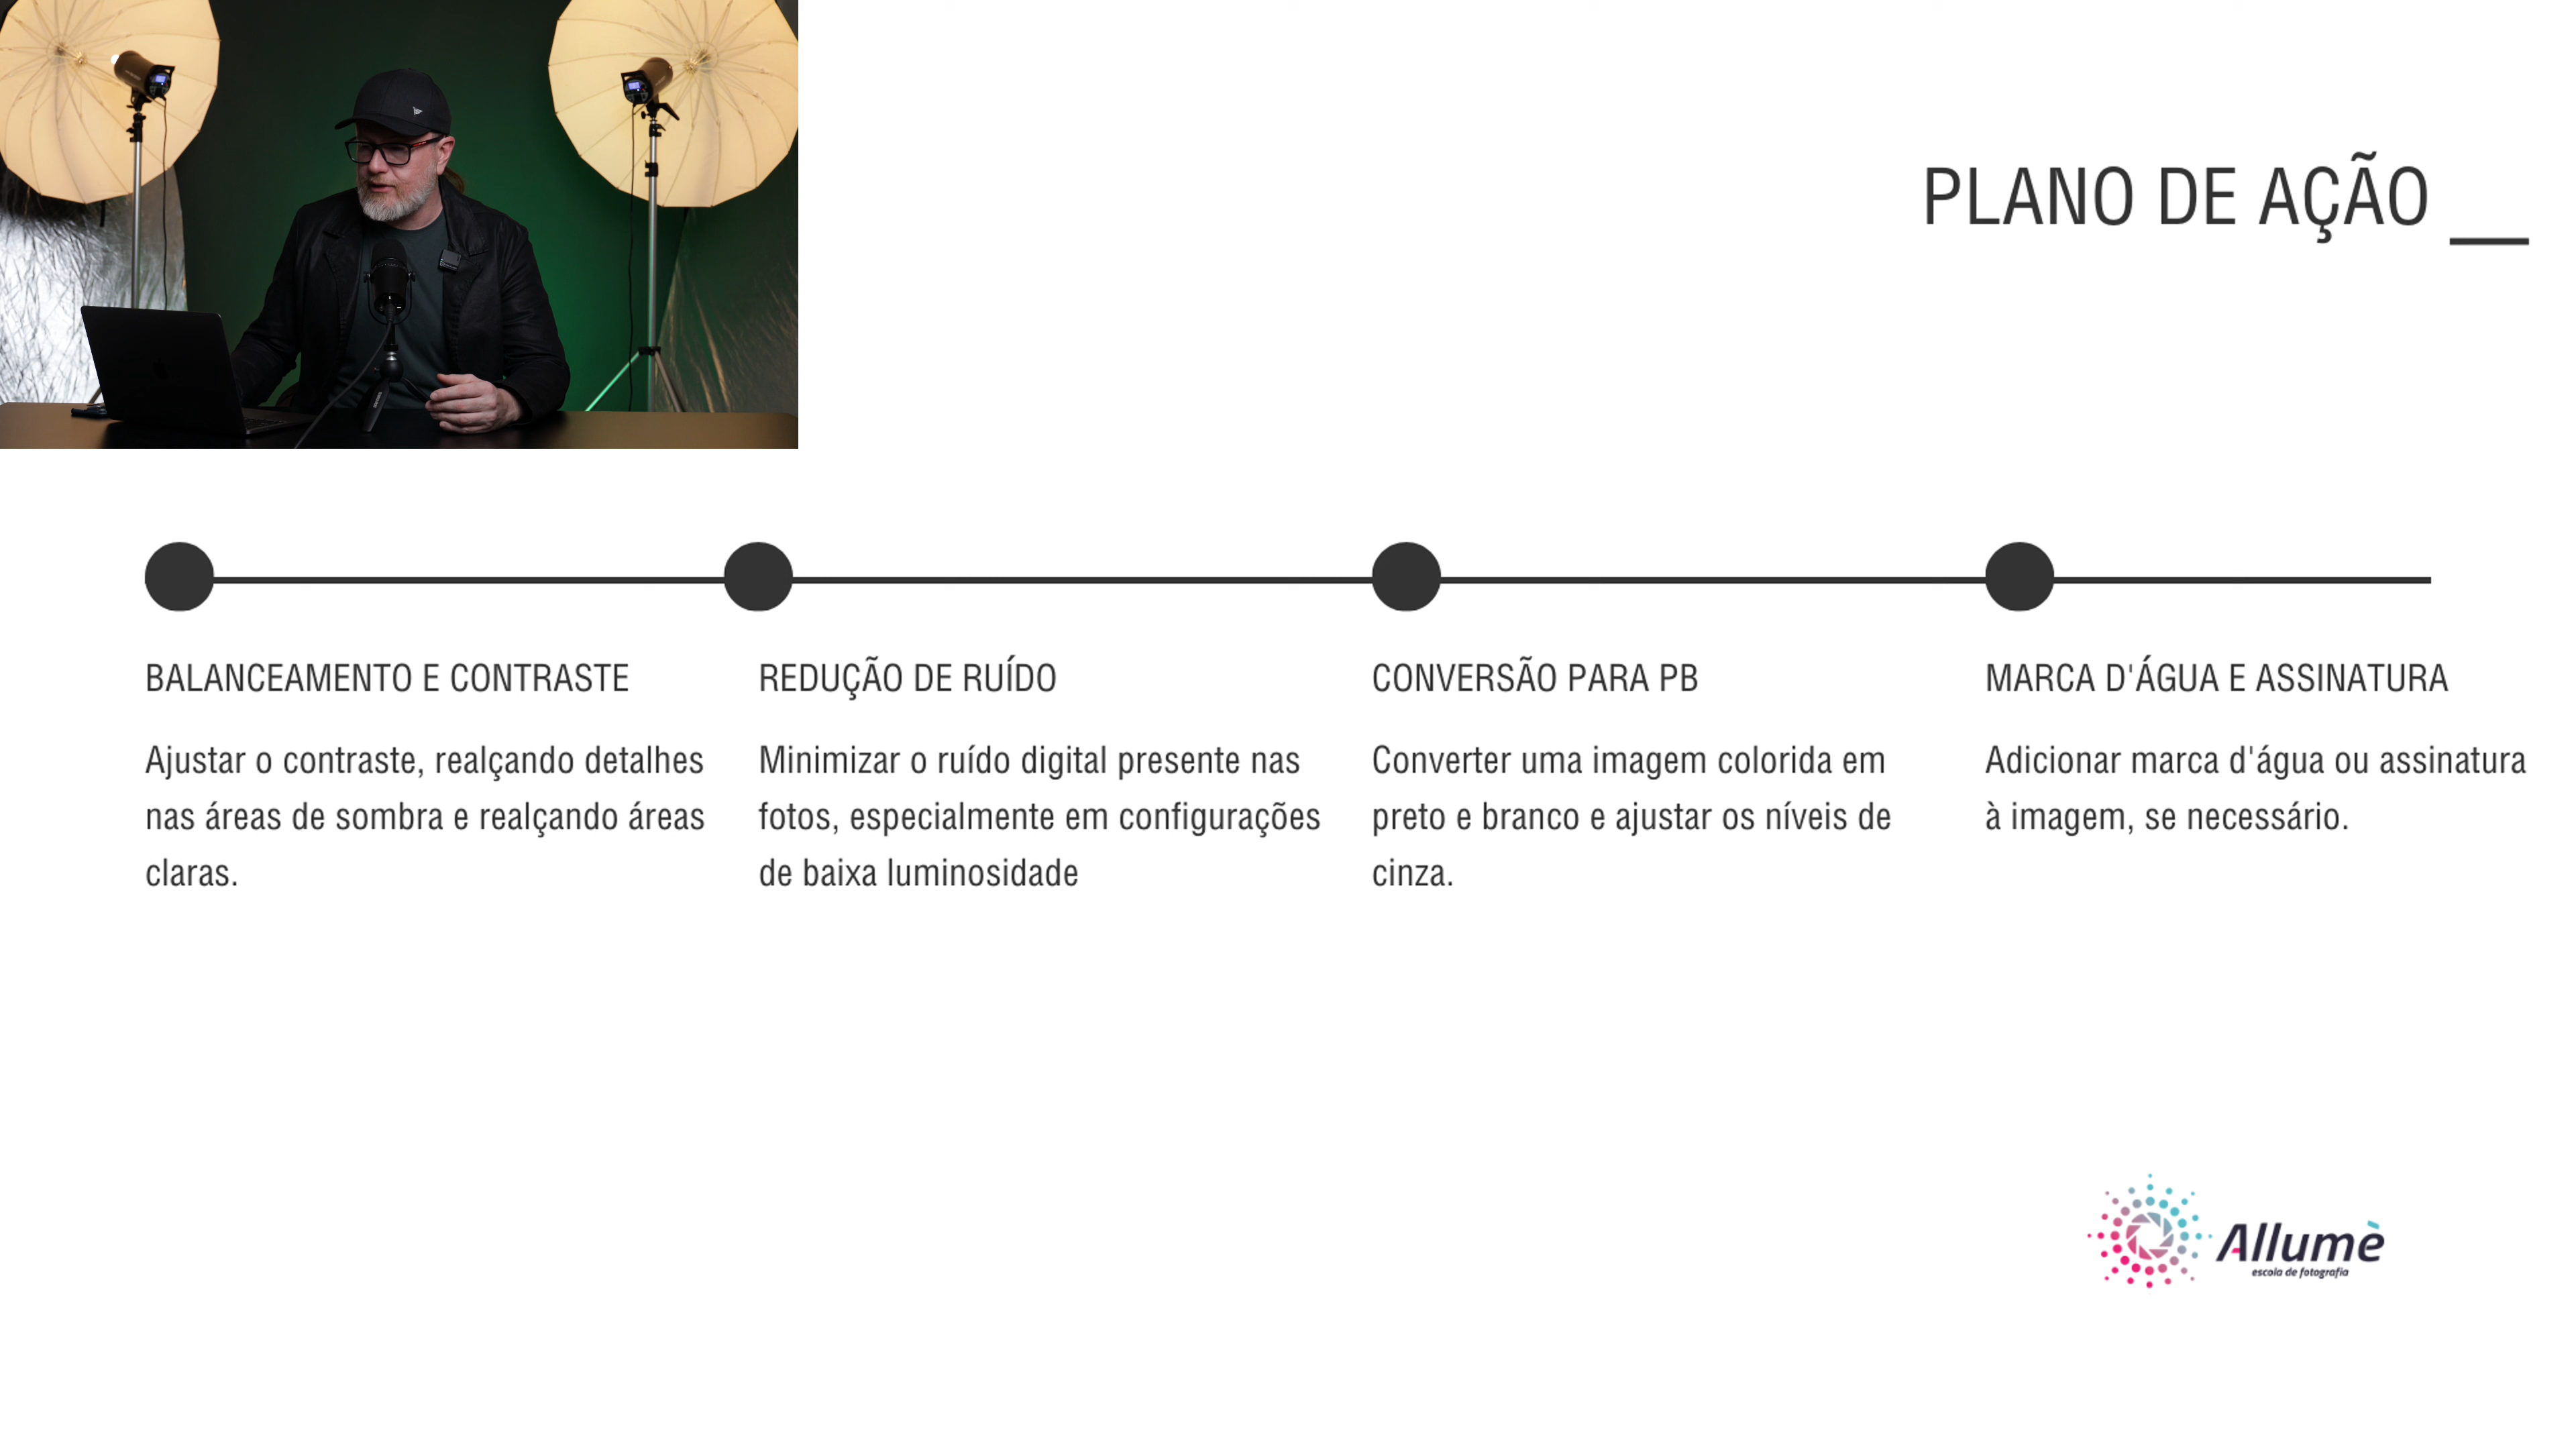 PLANO DE AÇÃO __
BALANCEAMENTO E CONTRASTE
Ajustar o contraste, realçando detalhes
nas áreas de sombra e realçando áreas
claras.
REDUÇÃO DE RUÍDO
Minimizar o ruído digital presente nas
fotos, especialmente em configurações
de baixa luminosidade
CONVERSÃO PARA PB
Converter uma imagem colorida em
preto e branco e ajustar os níveis de
cinza.
MARCA D'ÁGUA E ASSINATURA
Adicionar marca d'água ou assinatura
à imagem, se necessário.
Allumè
escola de fotografia